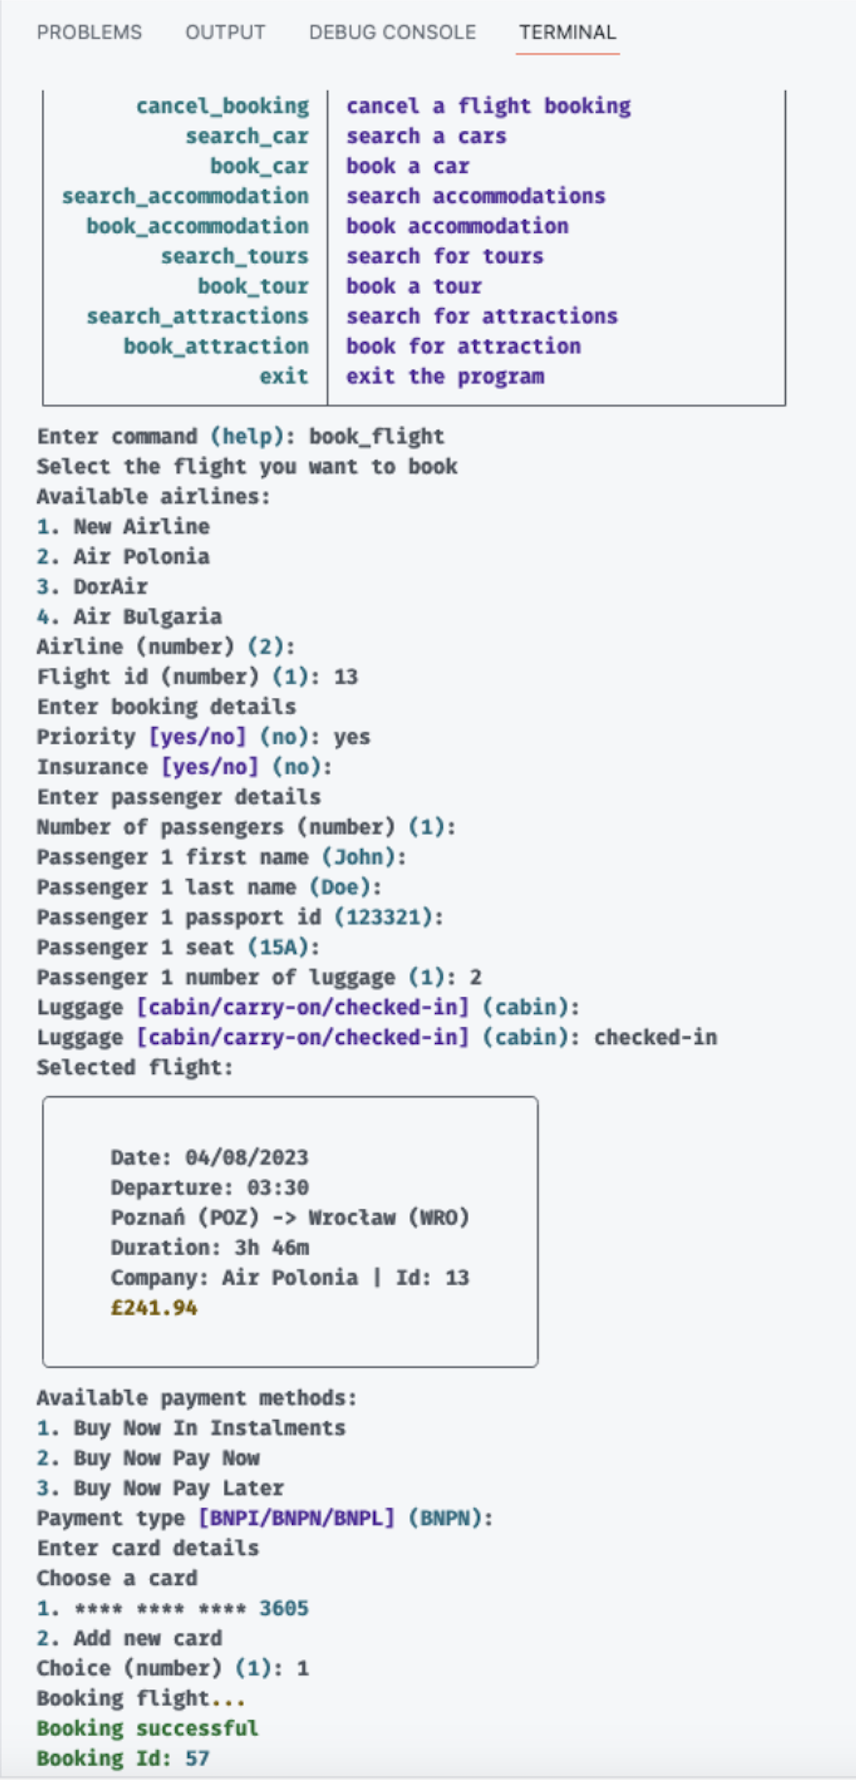 PROBLEMS OUTPUT DEBUG CONSOLE TERMINAL
cancel_booking cancel a flight booking
search_car search a cars
book_car book a car
search_accommodation search accommodations
book_accommodation book accommodation
search_tours search for tours
book_tour book a tour
search_attractions search for attractions
book_attraction book for attraction
exit exit the program
Enter command (help): book_flight
Select the flight you want to book
Available airlines:
1. New Airline
2. Air Polonia
3. DorAir
4. Air Bulgaria
Airline (number) (2):
Flight id (number) (1): 13
Enter booking details
Priority [yes/no] (no): yes
Insurance [yes/no] (no):
Enter passenger details
Number of passengers (number) (1):
Passenger 1 first name (John):
Passenger 1 last name (Doe):
Passenger 1 passport id (123321):
Passenger 1 seat (15A):
Passenger 1 number of luggage (1): 2
Luggage [cabin/carry-on/checked-in] (cabin):
Luggage [cabin/carry-on/checked-in] (cabin): checked-in
Selected flight:
Date: 04/08/2023
Departure: 03:30
Poznań (POZ) -> Wrocław (WRO)
Duration: 3h 46m
Company: Air Polonia | Id: 13
£241.94
Available payment methods:
1. Buy Now In Instalments
2. Buy Now Pay Now
3. Buy Now Pay Later
Payment type [BNPI/BNPN/BNPL] (BNPN):
Enter card details
Choose a card
1. **** **** **** 3605
2. Add new card
Choice (number) (1): 1
Booking flight...
Booking successful
Booking Id: 57